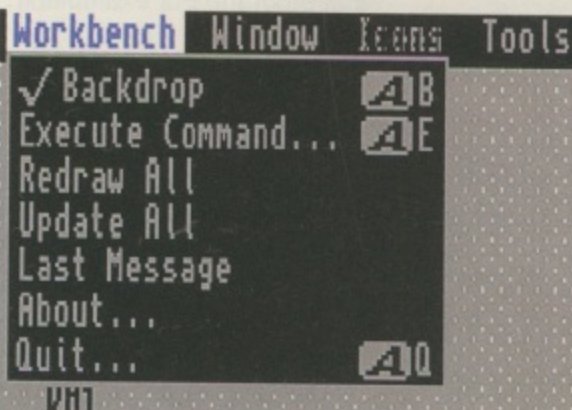 Workbench Window Icons Tools
✓ Backdrop A B
Execute Command... A E
Redraw All
Update All
Last Message
About...
Quit... A Q